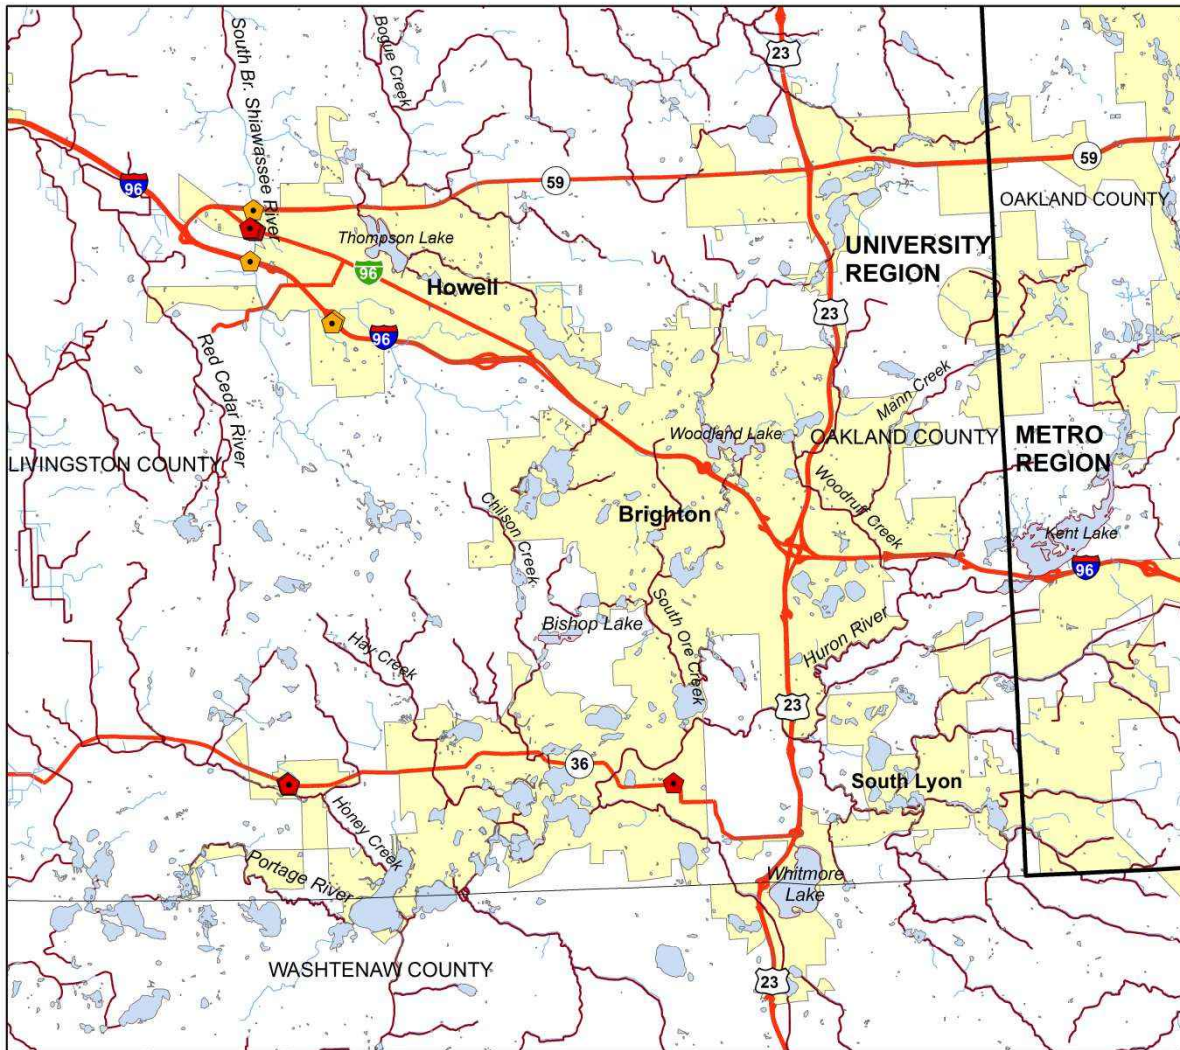 South Br. Shiawassee River
Bogue Creek
23
59
59
96
OAKLAND COUNTY
Thompson Lake
UNIVERSITY
REGION
96
Howell
23
96
Red Cedar River
Mann Creek
Woodland Lake
OAKLAND COUNTY
METRO
REGION
LIVINGSTON COUNTY
Chilson Creek
Brighton
Woodruff Creek
Kent Lake
96
Bishop Lake
South Ore Creek
Huron River
Hay Creek
23
36
South Lyon
Honey Creek
Portage River
Whitmore
Lake
WASHTENAW COUNTY
23